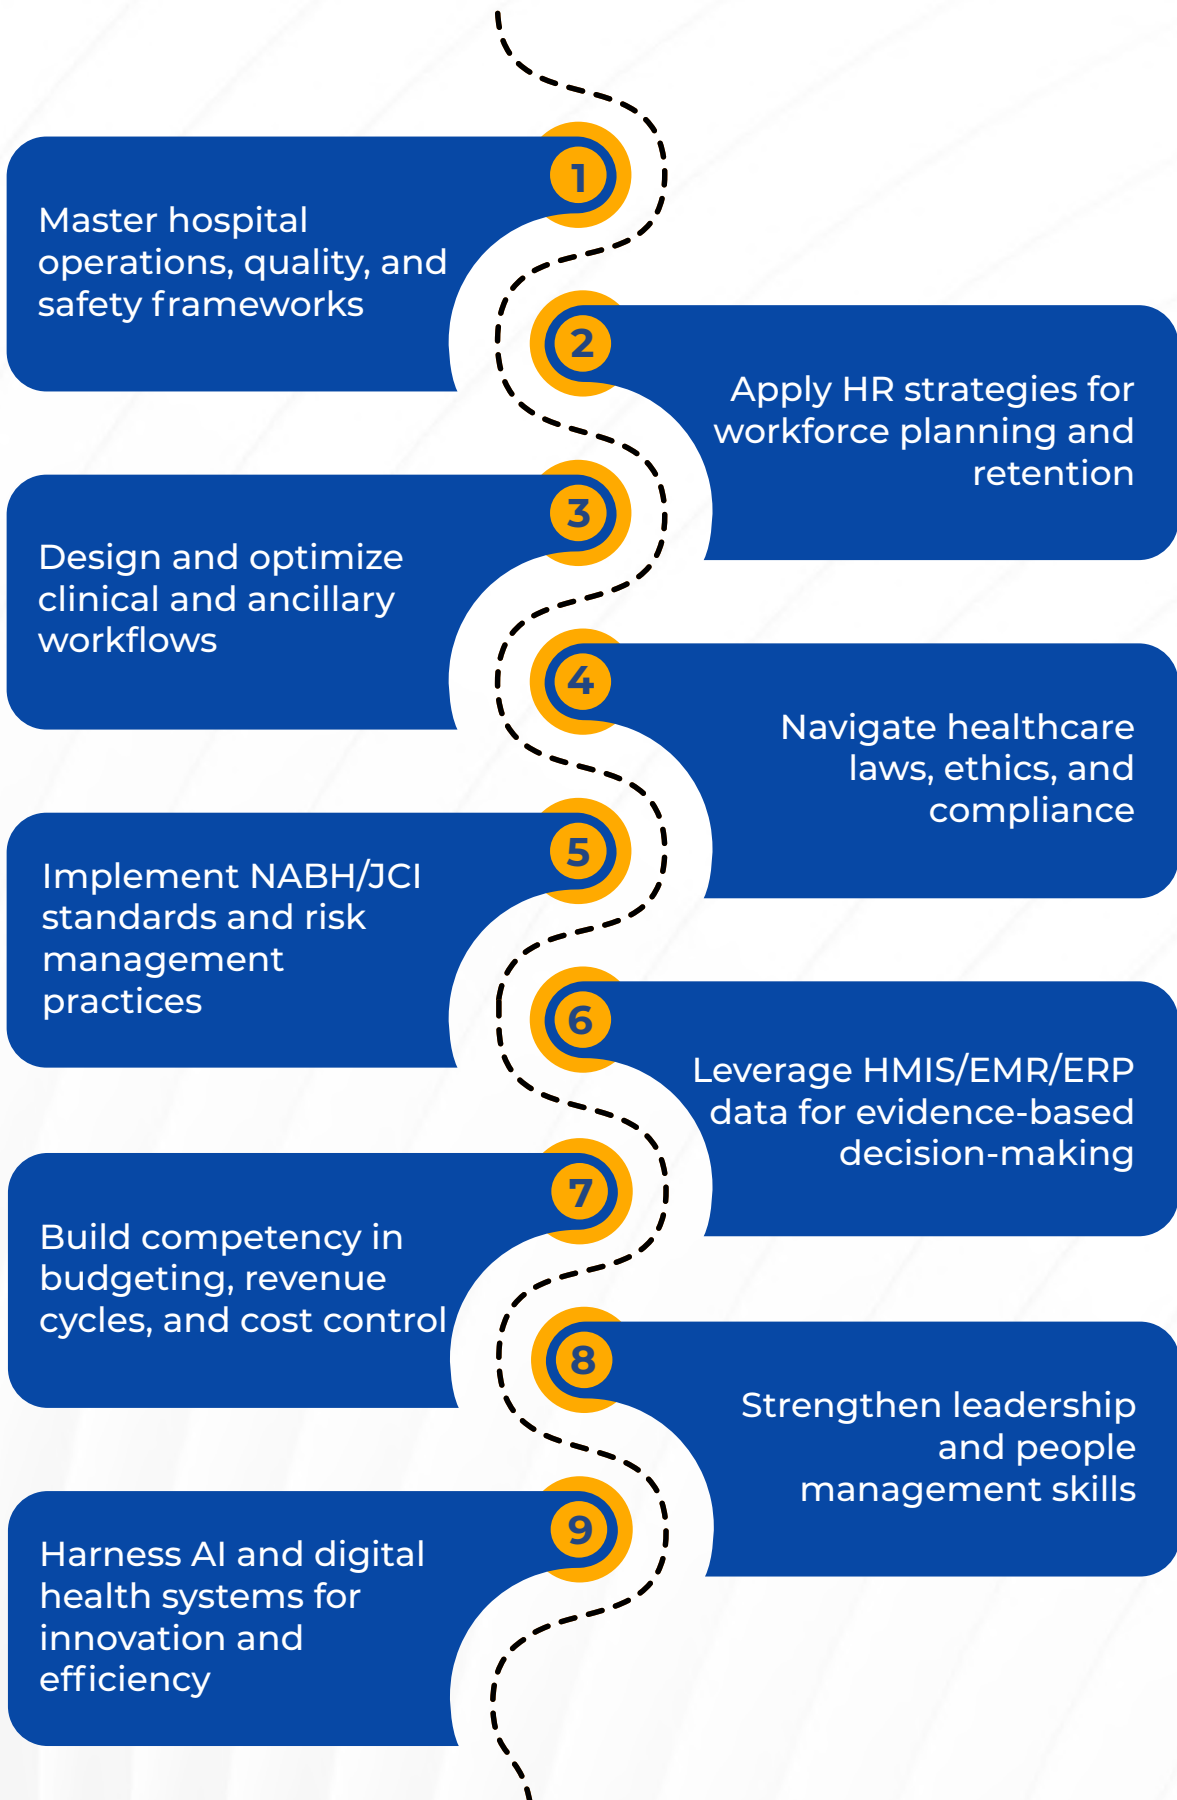 1
Master hospital
operations, quality, and
safety frameworks
2
Apply HR strategies for
workforce planning and
retention
3
Design and optimize
clinical and ancillary
workflows
4
Navigate healthcare
laws, ethics, and
compliance
5
Implement NABH/JCI
standards and risk
management
practices
6
Leverage HMIS/EMR/ERP
data for evidence-based
decision-making
7
Build competency in
budgeting, revenue
cycles, and cost control
8
Strengthen leadership
and people
management skills
9
Harness AI and digital
health systems for
innovation and
efficiency